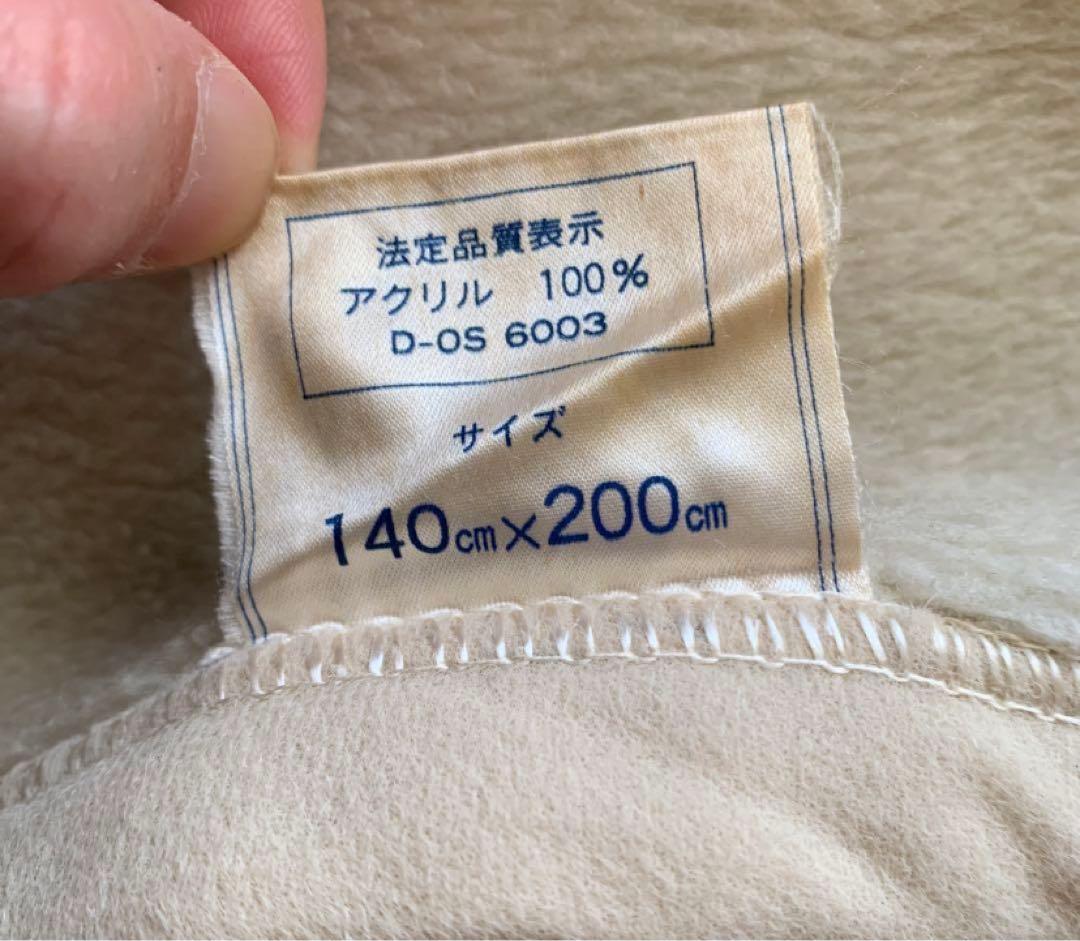 法定品質表示
アクリル 100%
D-OS 6003
サイズ
140cm×200cm